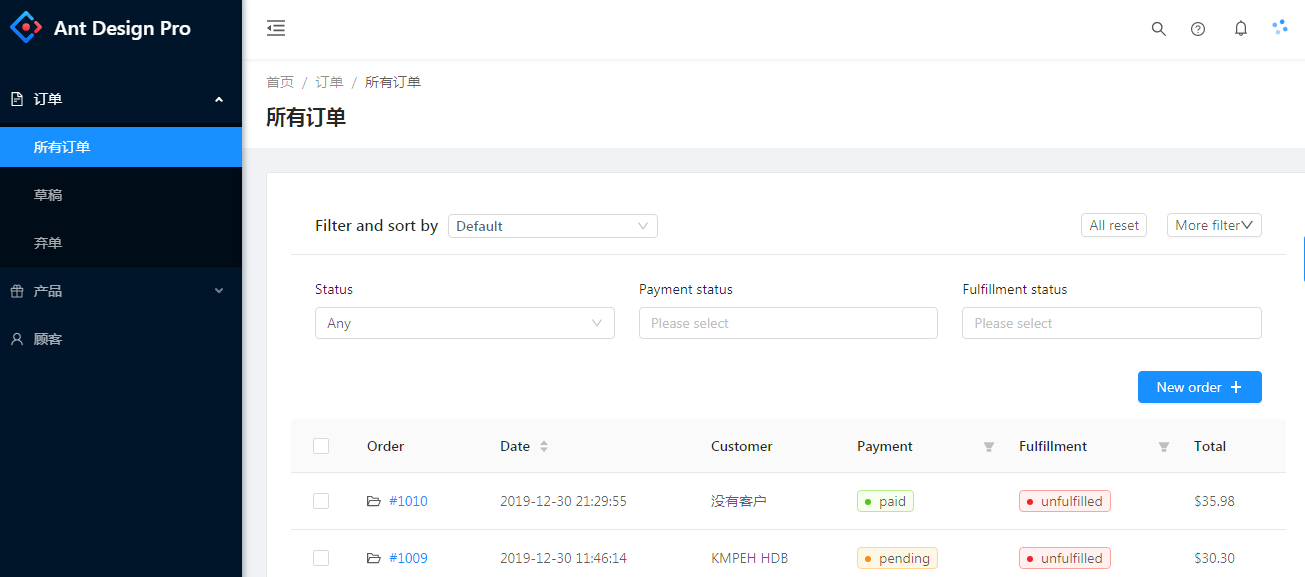 Ant Design Pro
订单
所有订单
草稿
弃单
产品
顾客
首页 / 订单 / 所有订单
所有订单
Filter and sort by Default All reset More filter
Status Payment status Fulfillment status
Any Please select Please select
New order +
Order Date Customer Payment Fulfillment Total
#1010 2019-12-30 21:29:55 没有客户 paid unfulfilled $35.98
#1009 2019-12-30 11:46:14 KMPEH HDB pending unfulfilled $30.30